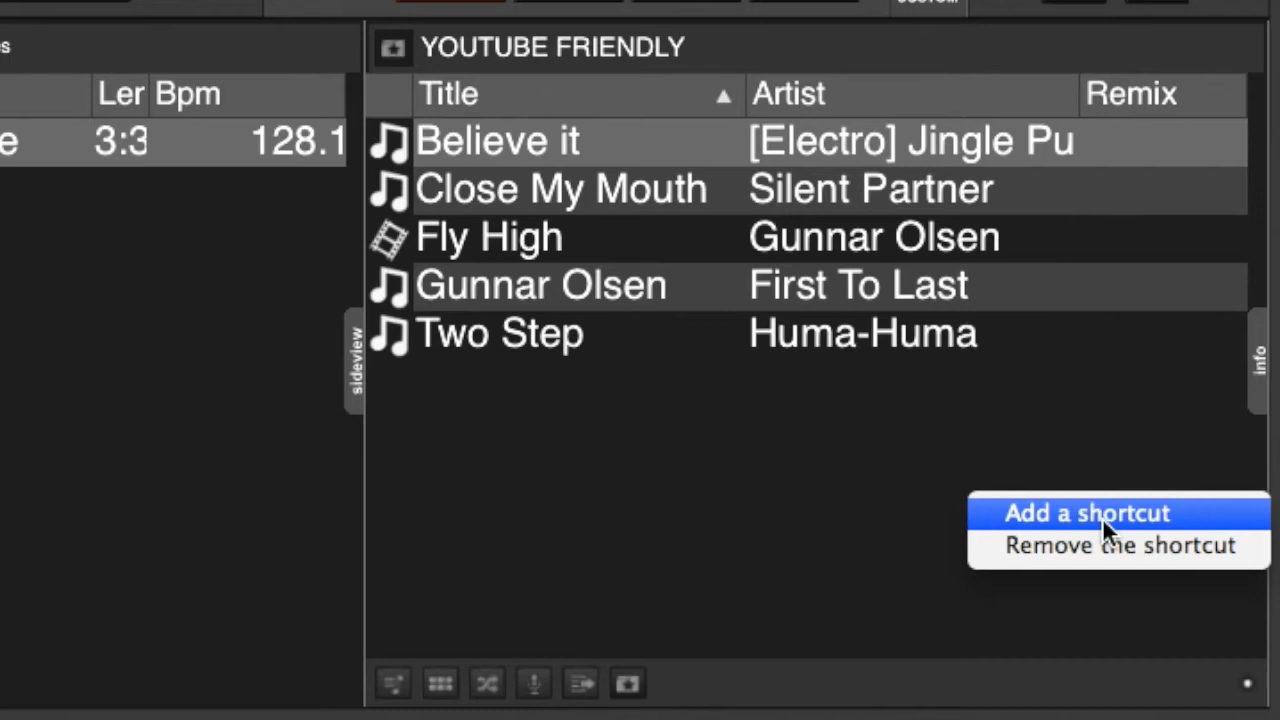 s
YOUTUBE FRIENDLY
Ler Bpm
Title Artist Remix
e 3:3 128.1
Believe it [Electro] Jingle Pu
Close My Mouth Silent Partner
Fly High Gunnar Olsen
Gunnar Olsen First To Last
Two Step Huma-Huma
sideview
info
Add a shortcut
Remove the shortcut